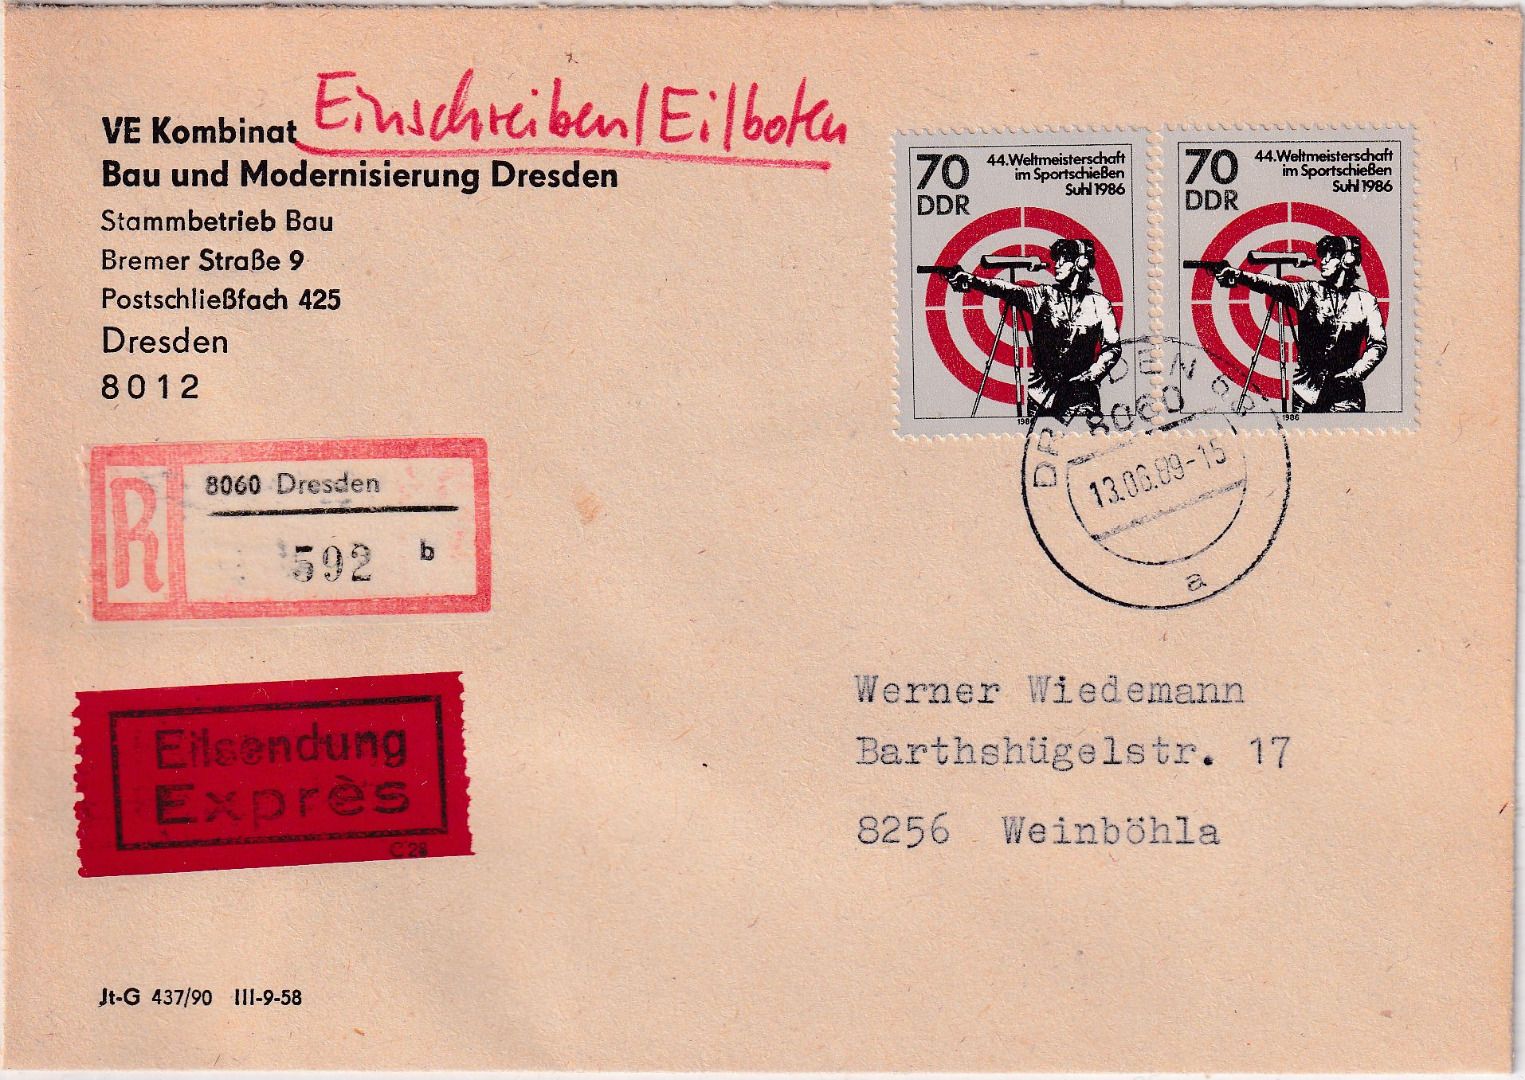 Einschreiben/Eilboten
VE Kombinat
Bau und Modernisierung Dresden
Stammbetrieb Bau
Bremer Straße 9
Postschließfach 425
Dresden
8012
70
DDR
44. Weltmeisterschaft
im Sportschießen
Suhl 1986
1986
70
DDR
44. Weltmeisterschaft
im Sportschießen
Suhl 1986
1986
DRESDEN
8060
13.06.89-15
a
R
8060 Dresden
592 b
Eilsendung
Exprès
C 28
Werner Wiedemann
Barthshügelstr. 17
8256 Weinböhla
Jt-G 437/90 III-9-58